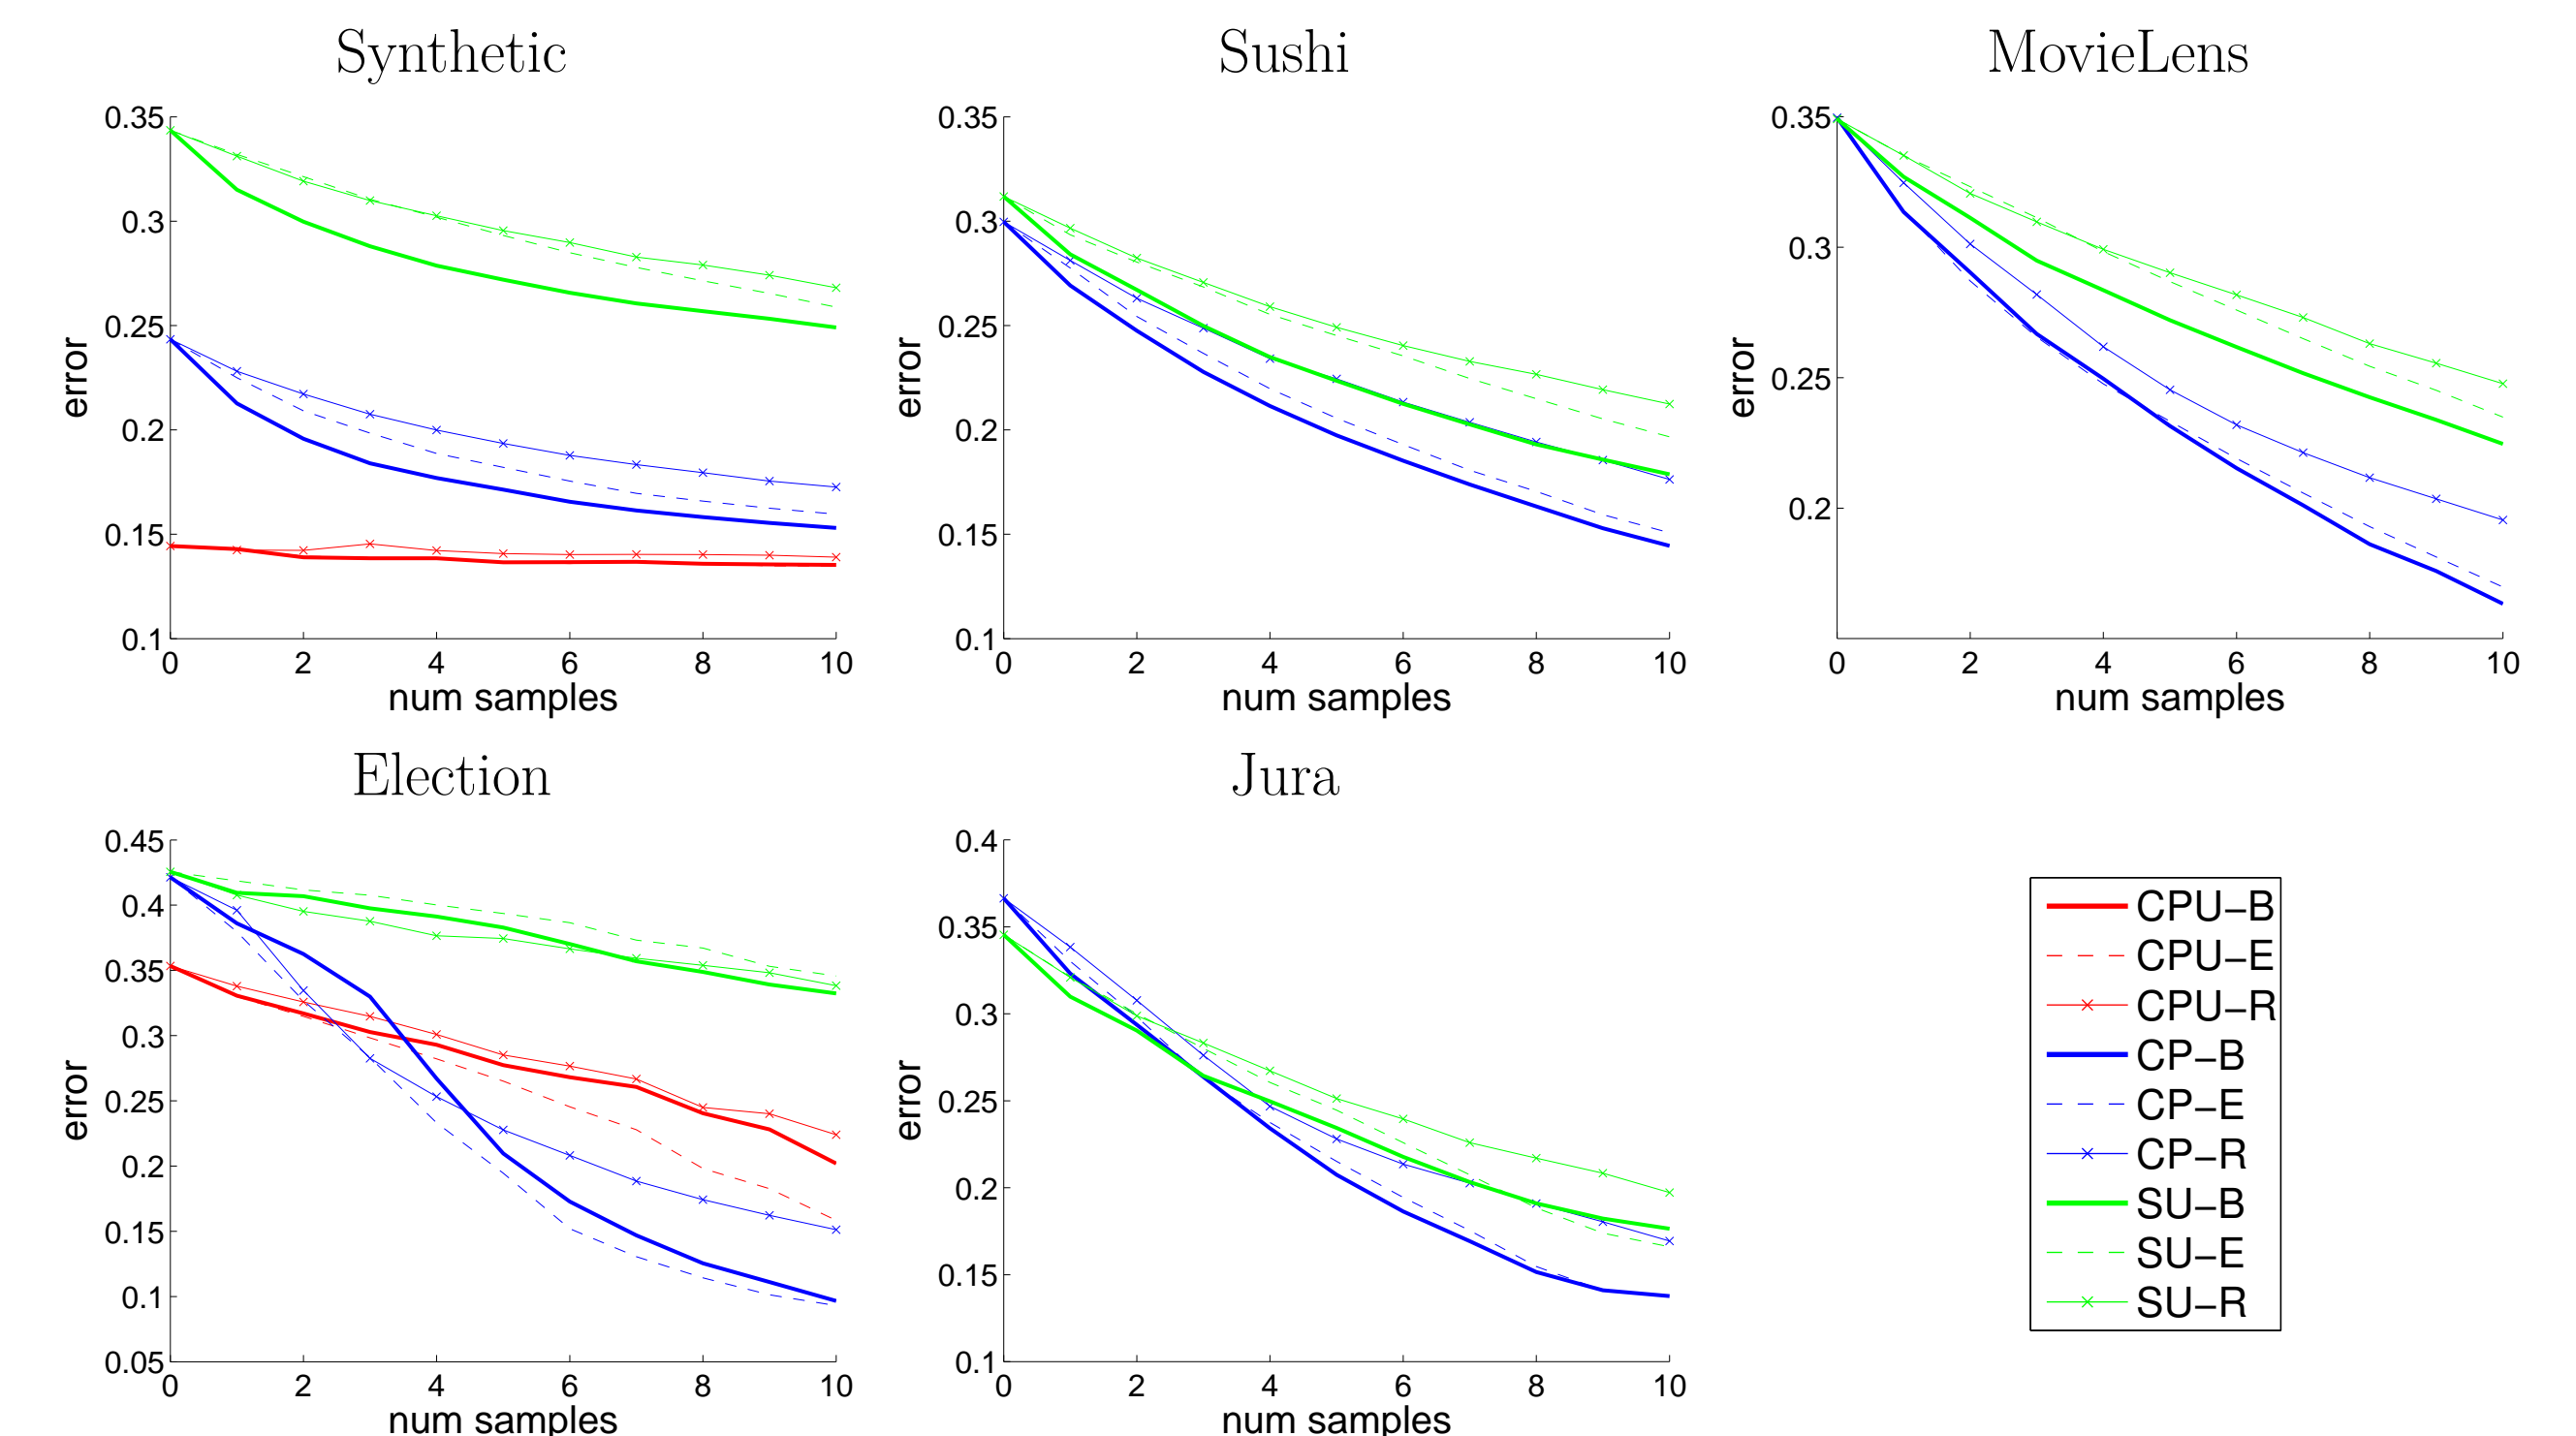 Synthetic
0.35
0.3
0.25
0.2
0.15
0.1
error
0 2 4 6 8 10
num samples
Sushi
0.35
0.3
0.25
0.2
0.15
0.1
error
0 2 4 6 8 10
num samples
MovieLens
0.35
0.3
0.25
0.2
error
0 2 4 6 8 10
num samples
Election
0.45
0.4
0.35
0.3
0.25
0.2
0.15
0.1
0.05
error
0 2 4 6 8 10
num samples
Jura
0.4
0.35
0.3
0.25
0.2
0.15
0.1
error
0 2 4 6 8 10
num samples
CPU−B
CPU−E
CPU−R
CP−B
CP−E
CP−R
SU−B
SU−E
SU−R